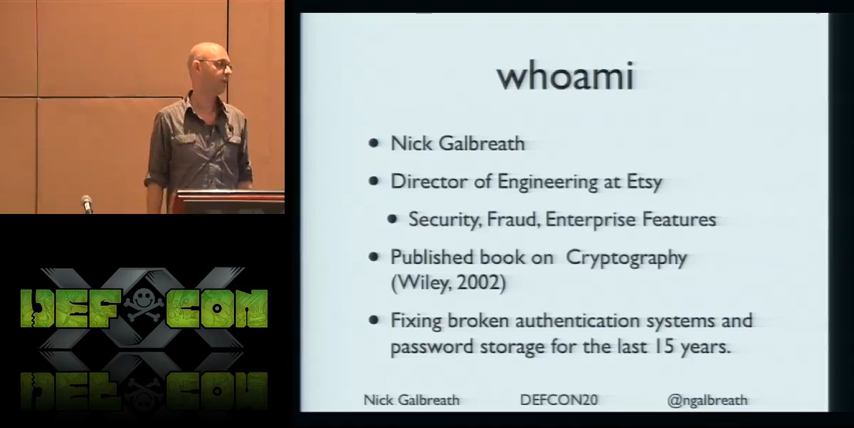 whoami
• Nick Galbreath
• Director of Engineering at Etsy
• Security, Fraud, Enterprise Features
• Published book on Cryptography
(Wiley, 2002)
• Fixing broken authentication systems and
password storage for the last 15 years.
Nick Galbreath DEFCON20 @ngalbreath
XX
DEF CON